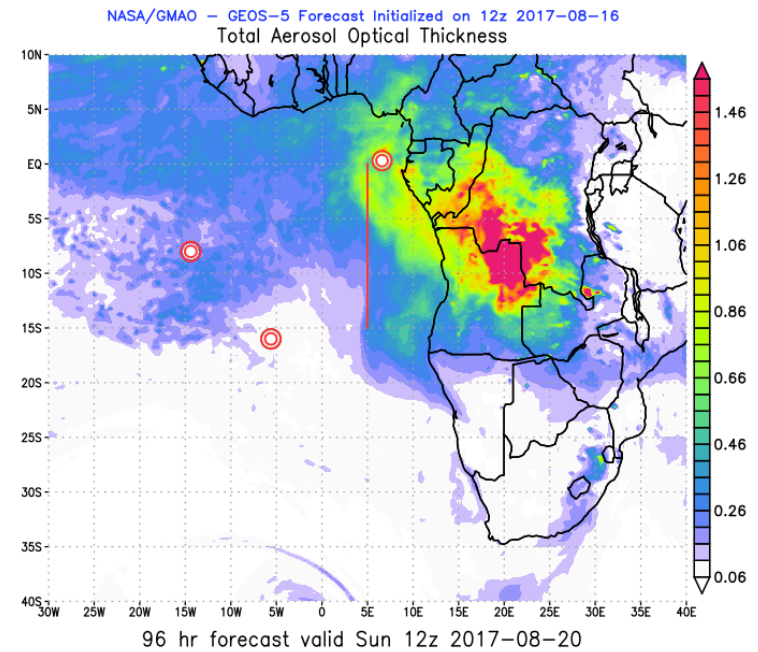 NASA/GMAO - GEOS-5 Forecast Initialized on 12z 2017-08-16
Total Aerosol Optical Thickness
10N
5N
EQ
5S
10S
15S
20S
25S
30S
35S
40S
30W 25W 20W 15W 10W 5W 0 5E 10E 15E 20E 25E 30E 35E 40E
1.46
1.26
1.06
0.86
0.66
0.46
0.26
0.06
96 hr forecast valid Sun 12z 2017-08-20